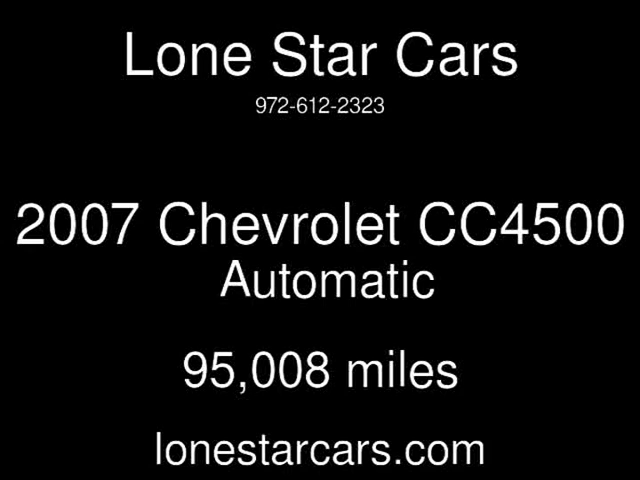 Lone Star Cars
972-612-2323
2007 Chevrolet CC4500
Automatic
95,008 miles
lonestarcars.com